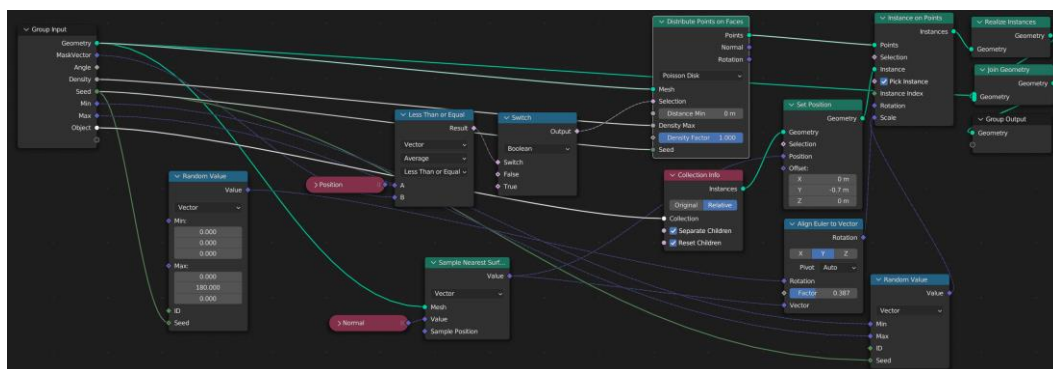 Group Input
Geometry
MaskVector
Angle
Density
Seed
Min
Max
Object
Random Value
Value
Vector
Min:
0.000
0.000
0.000
Max:
0.000
180.000
0.000
ID
Seed
Position
Normal
Less Than or Equal
Result
Vector
Average
Less Than or Equal
A
B
Switch
Output
Boolean
Switch
False
True
Sample Nearest Surf...
Value
Vector
Mesh
Value
Sample Position
Distribute Points on Faces
Points
Normal
Rotation
Poisson Disk
Mesh
Selection
Distance Min 0 m
Density Max
Density Factor 1.000
Seed
Collection Info
Instances
Original Relative
Collection
Separate Children
Reset Children
Set Position
Geometry
Geometry
Selection
Position
Offset:
X 0 m
Y -0.7 m
Z 0 m
Align Euler to Vector
Rotation
X Y Z
Pivot Auto
Rotation
Factor 0.387
Vector
Instance on Points
Instances
Points
Selection
Instance
Pick Instance
Instance Index
Rotation
Scale
Random Value
Value
Vector
Min
Max
ID
Seed
Realize Instances
Geometry
Geometry
Join Geometry
Geometry
Geometry
Group Output
Geometry